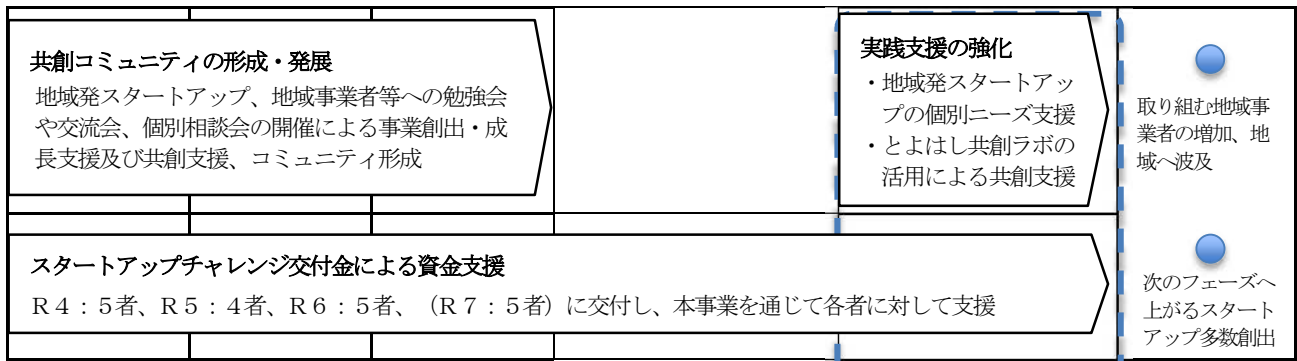 共創コミュニティの形成・発展
地域発スタートアップ、地域事業者等への勉強会
や交流会、個別相談会の開催による事業創出・成
長支援及び共創支援、コミュニティ形成
実践支援の強化
・地域発スタートアッ
プの個別ニーズ支援
・とよはし共創ラボの
活用による共創支援
取り組む地域事
業者の増加、地
域へ波及
スタートアップチャレンジ交付金による資金支援
R4：5者、R5：4者、R6：5者、（R7：5者）に交付し、本事業を通じて各者に対して支援
次のフェーズへ
上がるスタート
アップ多数創出